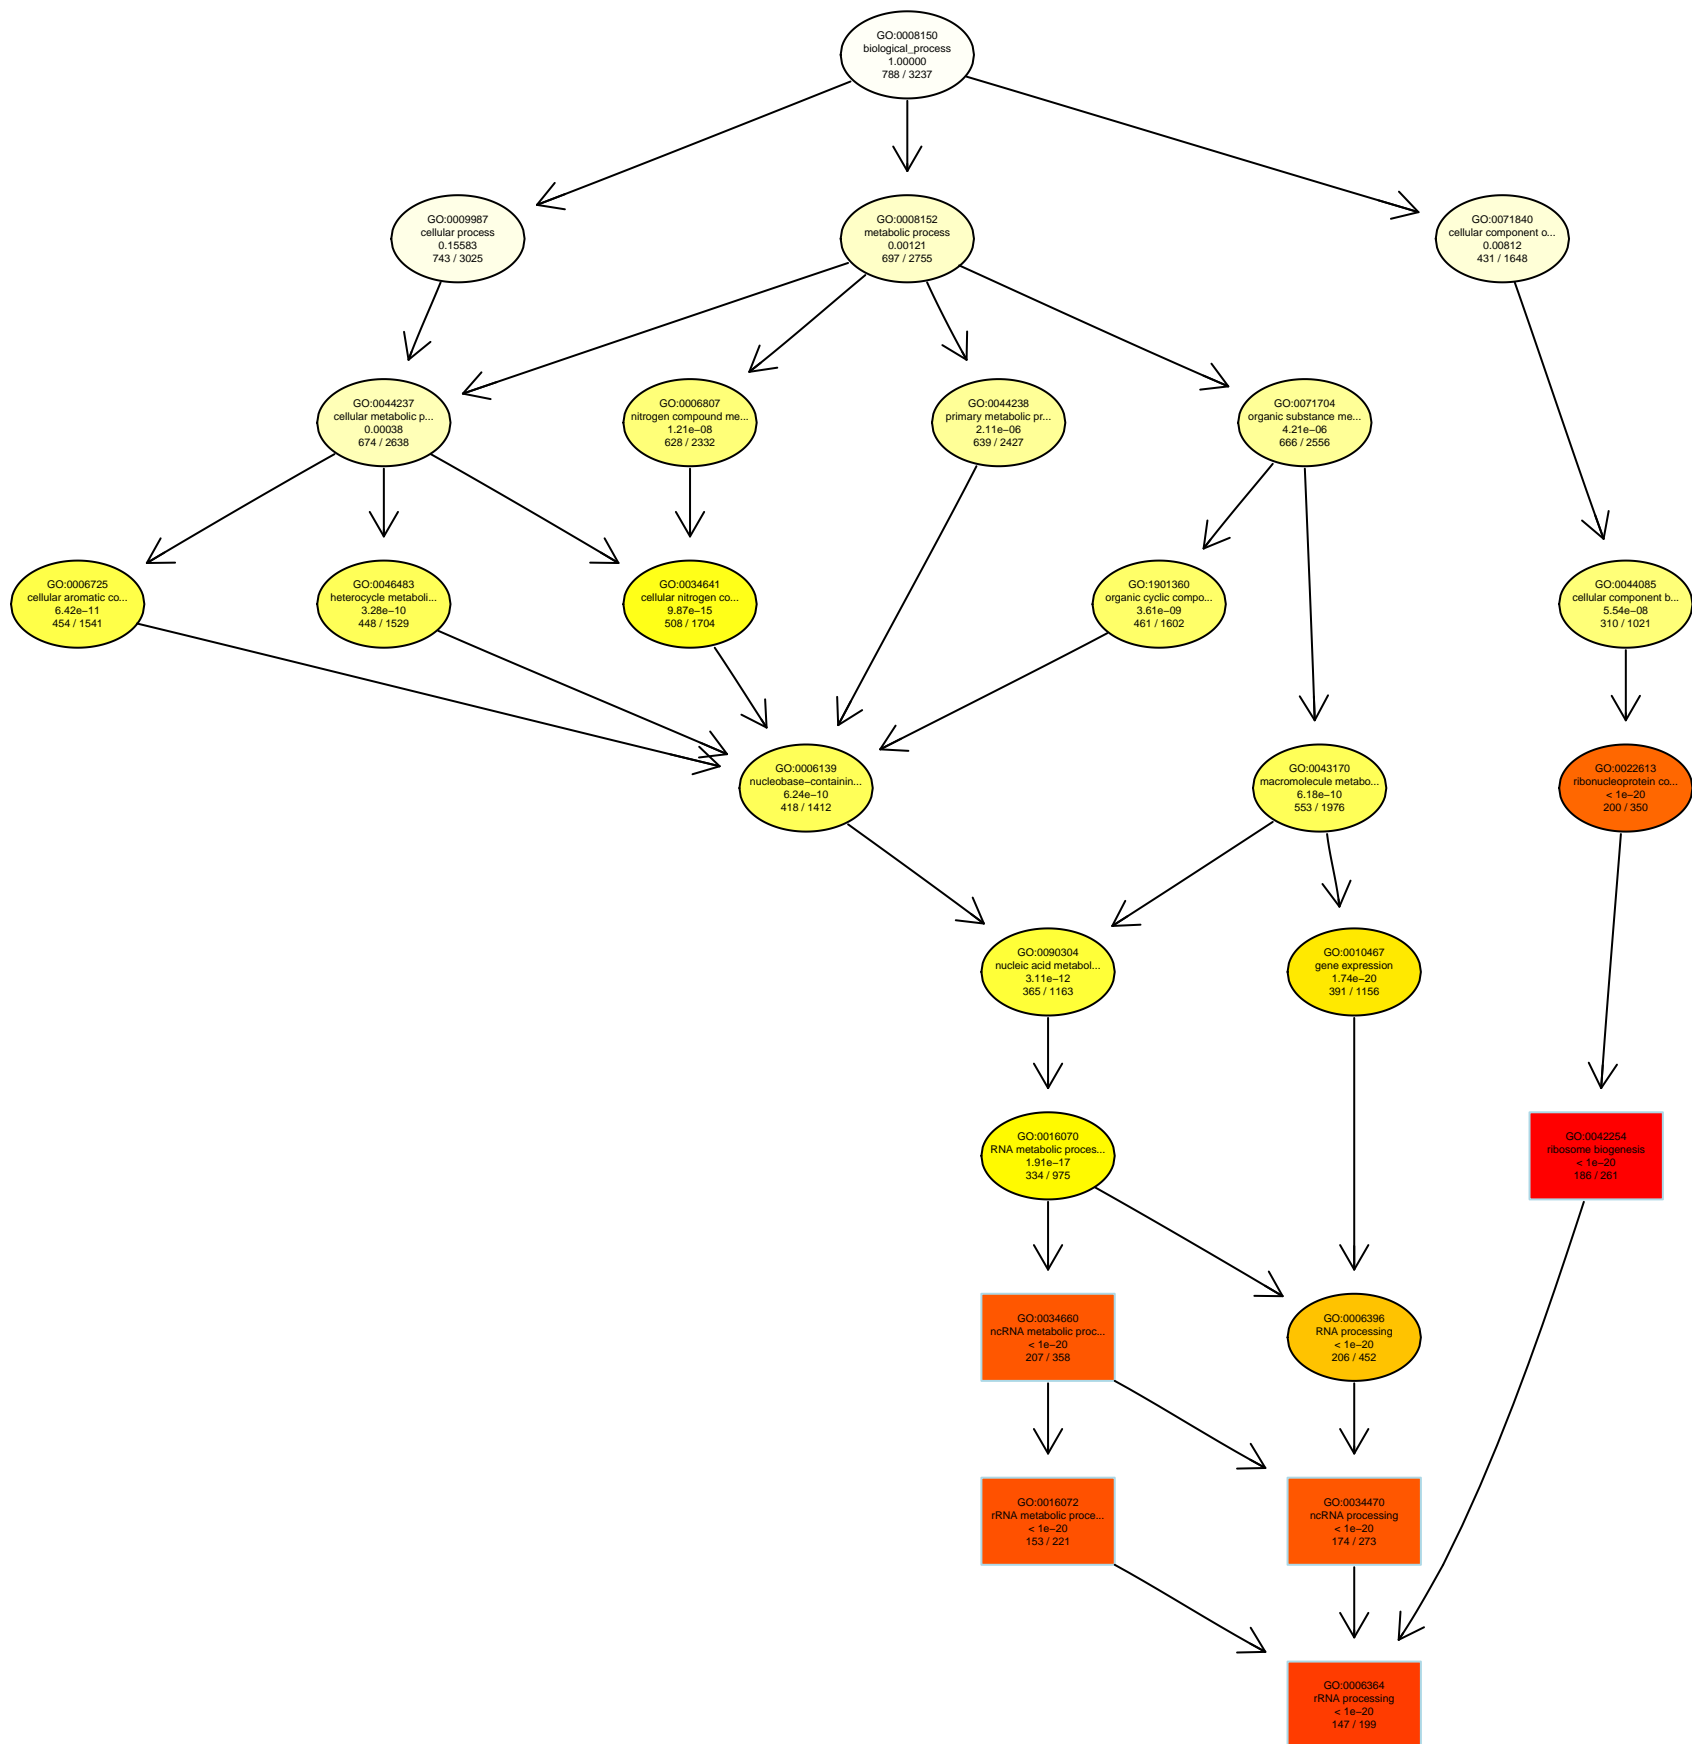 GO:0008150
biological_process
1.00000
788 / 3237
GO:0009987
cellular process
0.15583
743 / 3025
GO:0008152
metabolic process
0.00121
697 / 2755
GO:0071840
cellular component o...
0.00812
431 / 1648
GO:0044237
cellular metabolic p...
0.00038
674 / 2638
GO:0006807
nitrogen compound me...
1.21e−08
628 / 2332
GO:0044238
primary metabolic pr...
2.11e−06
639 / 2427
GO:0071704
organic substance me...
4.21e−06
666 / 2556
GO:0006725
cellular aromatic co...
6.42e−11
454 / 1541
GO:0046483
heterocycle metaboli...
3.28e−10
448 / 1529
GO:0034641
cellular nitrogen co...
9.87e−15
508 / 1704
GO:1901360
organic cyclic compo...
3.61e−09
461 / 1602
GO:0044085
cellular component b...
5.54e−08
310 / 1021
GO:0006139
nucleobase−containin...
6.24e−10
418 / 1412
GO:0043170
macromolecule metabo...
6.18e−10
553 / 1976
GO:0022613
ribonucleoprotein co...
< 1e−20
200 / 350
GO:0090304
nucleic acid metabol...
3.11e−12
365 / 1163
GO:0010467
gene expression
1.74e−20
391 / 1156
GO:0016070
RNA metabolic proces...
1.91e−17
334 / 975
GO:0042254
ribosome biogenesis
< 1e−20
186 / 281
GO:0034660
ncRNA metabolic proc...
< 1e−20
207 / 358
GO:0006396
RNA processing
< 1e−20
206 / 452
GO:0016072
rRNA metabolic proce...
< 1e−20
153 / 221
GO:0034470
ncRNA processing
< 1e−20
174 / 273
GO:0006364
rRNA processing
< 1e−20
147 / 199